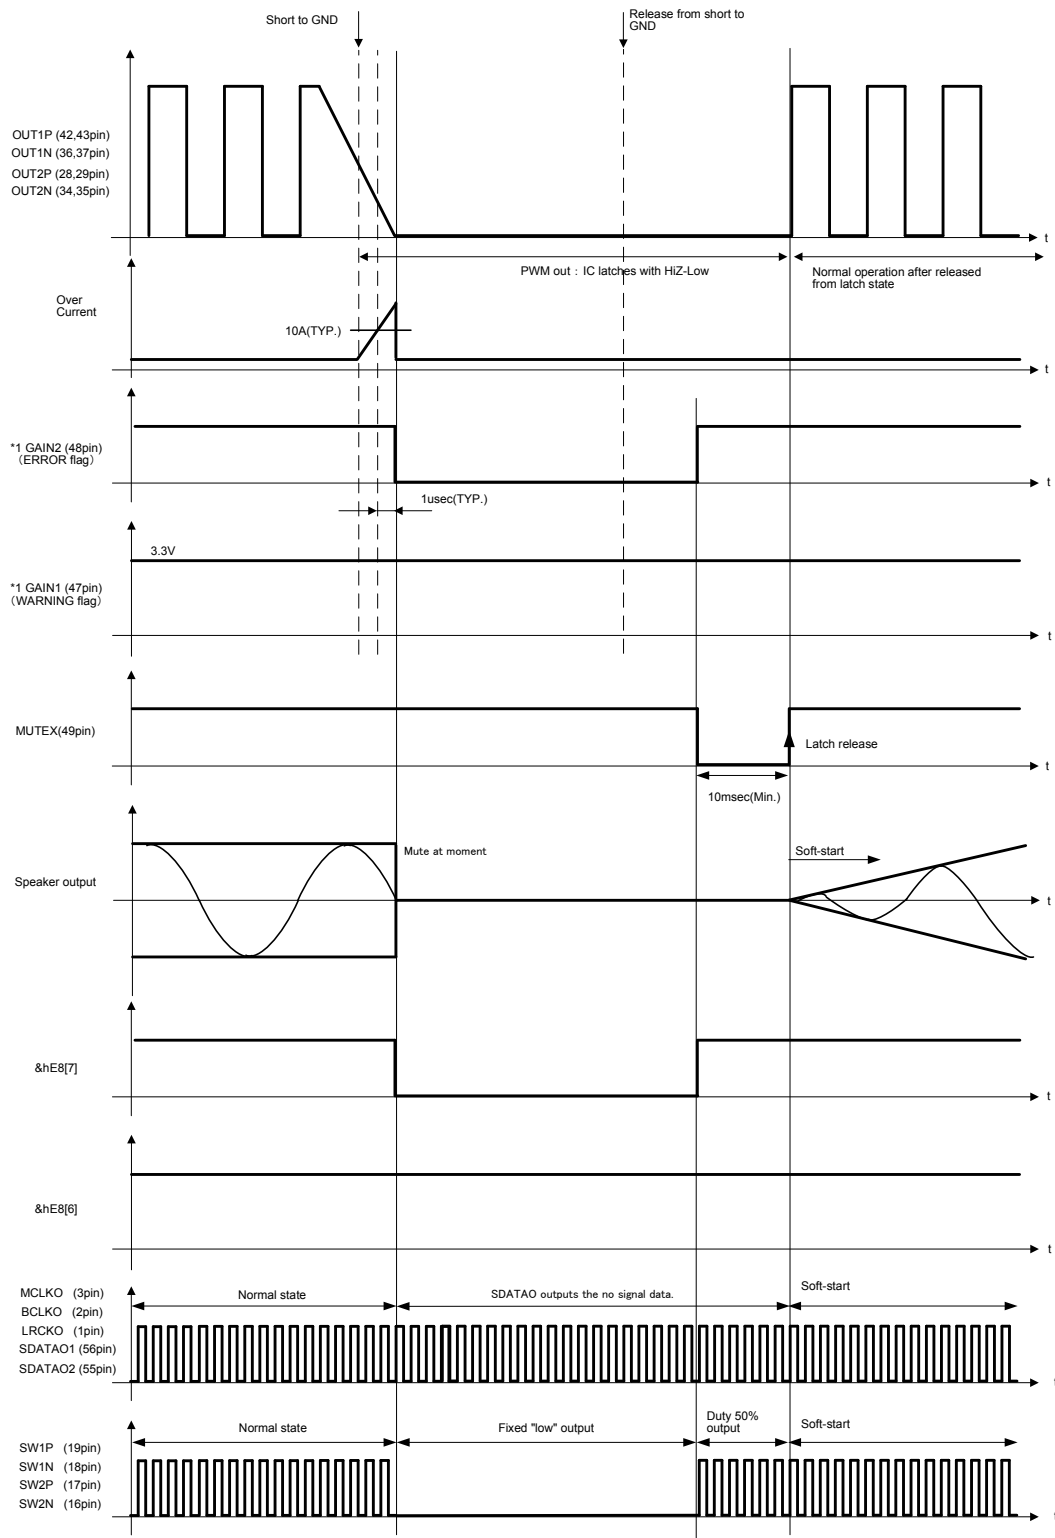 Short to GND
Release from short to
GND
OUT1P (42,43pin)
OUT1N (36,37pin)
OUT2P (28,29pin)
OUT2N (34,35pin)
t
PWM out : IC latches with HiZ-Low
Normal operation after released
from latch state
Over
Current
10A(TYP.)
t
*1 GAIN2 (48pin)
(ERROR flag)
t
1usec(TYP.)
3.3V
*1 GAIN1 (47pin)
(WARNING flag)
t
MUTEX(49pin)
Latch release
t
10msec(Min.)
Mute at moment
Soft-start
Speaker output
t
&hE8[7]
t
&hE8[6]
t
MCLKO (3pin)
BCLKO (2pin)
LRCKO (1pin)
SDATAO1 (56pin)
SDATAO2 (55pin)
Normal state
SDATAO outputs the no signal data.
Soft-start
t
SW1P (19pin)
SW1N (18pin)
SW2P (17pin)
SW2N (16pin)
Normal state
Fixed "low" output
Duty 50%
output
Soft-start
t